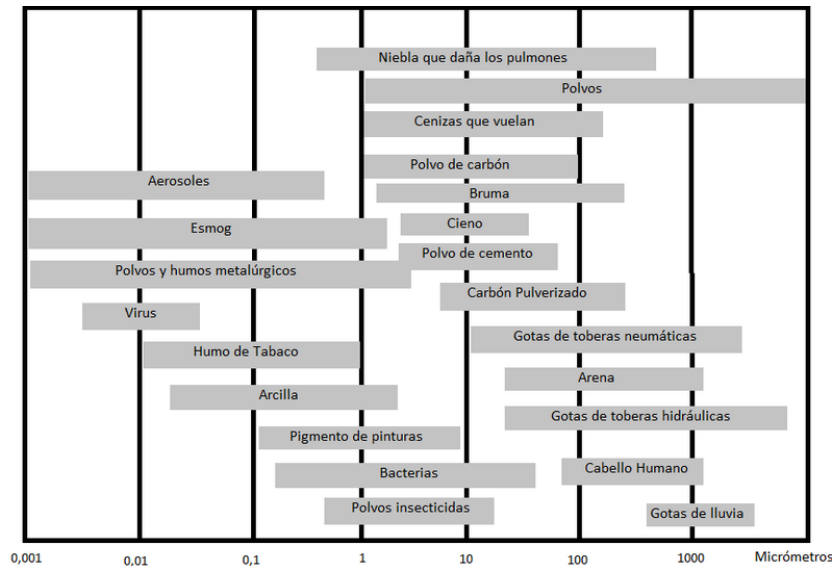 Niebla que daña los pulmones
Polvos
Cenizas que vuelan
Polvo de carbón
Aerosoles
Bruma
Esmog
Cieno
Polvo de cemento
Polvos y humos metalúrgicos
Carbón Pulverizado
Virus
Gotas de toberas neumáticas
Humo de Tabaco
Arena
Arcilla
Gotas de toberas hidráulicas
Pigmento de pinturas
Bacterias
Cabello Humano
Polvos insecticidas
Gotas de lluvia
0,001 0,01 0,1 1 10 100 1000 Micrómetros